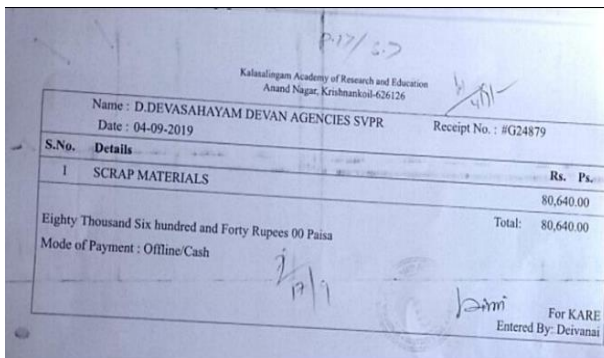 Kalasalingam Academy of Research and Education
Anand Nagar, Krishnankoil-626126
Name : D.DEVASAHAYAM DEVAN AGENCIES SVPR
Receipt No. : #G24879
Date : 04-09-2019
S.No. Details Rs. Ps.
1 SCRAP MATERIALS
80,640.00
Total: 80,640.00
Eighty Thousand Six hundred and Forty Rupees 00 Paisa
Mode of Payment : Offline/Cash
For KARE
Entered By: Deivanai